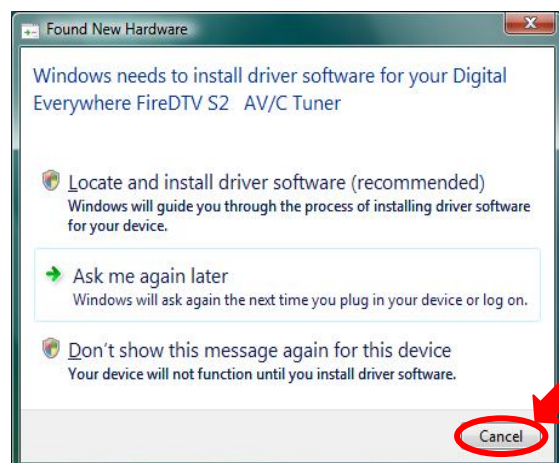 Found New Hardware
Windows needs to install driver software for your Digital
Everywhere FireDTV S2   AV/C Tuner
Locate and install driver software (recommended)
Windows will guide you through the process of installing driver software
for your device.
Ask me again later
Windows will ask again the next time you plug in your device or log on.
Don't show this message again for this device
Your device will not function until you install driver software.
Cancel